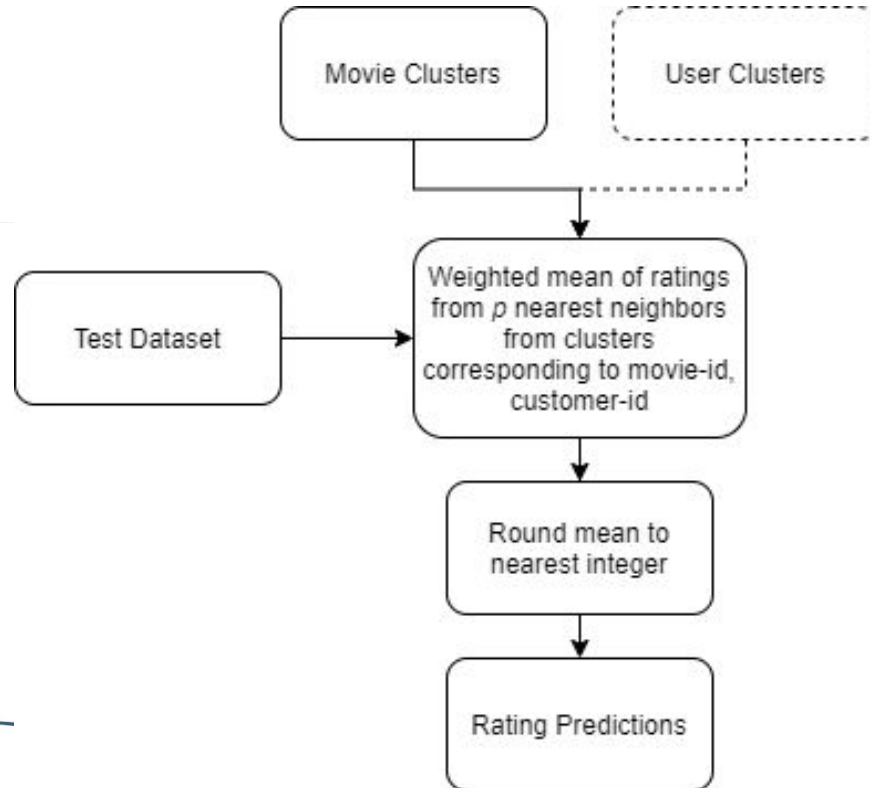 Movie Clusters
User Clusters
Test Dataset
Weighted mean of ratings
from p nearest neighbors
from clusters
corresponding to movie-id,
customer-id
Round mean to
nearest integer
Rating Predictions